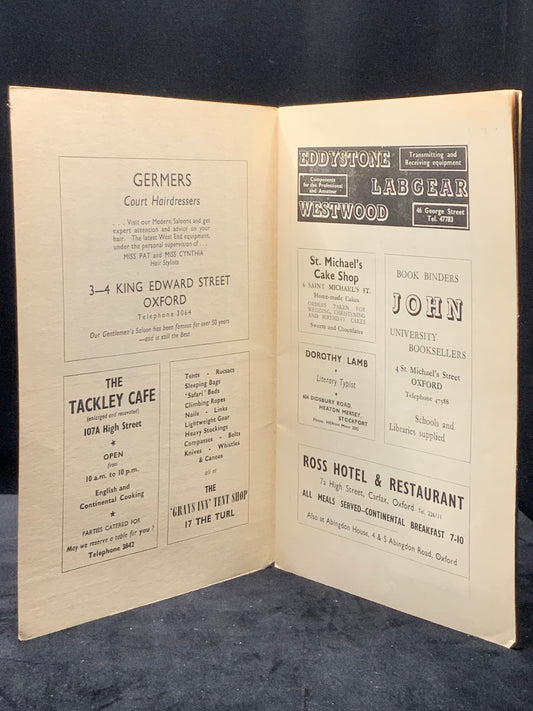 GERMERS
Court Hairdressers
. . . Visit our Modern Saloons and get
expert attention and advice on your
hair. The latest West End equipment,
under the personal supervision of . . .
MISS PAT and MISS CYNTHIA
Hair Stylists
3—4 KING EDWARD STREET
OXFORD
Telephone 3064
Our Gentlemen's Saloon has been famous for over 50 years
—and is still the Best
THE
TACKLEY CAFE
(enlarged and renovated)
107A High Street
★
OPEN
from
10 a.m. to 10 p.m.
English and
Continental Cooking
★
PARTIES CATERED FOR
May we reserve a table for you ?
Telephone 3642
Tents - Rucsacs
Sleeping Bags
'Safari' Beds
Climbing Ropes
Nails - Links
Lightweight Gear
Heavy Stockings
Compasses - Belts
Knives - Whistles
& Canoes
all at
THE
'GRAYS INN' TENT SHOP
17 THE TURL
EDDYSTONE
Transmitting and
Receiving equipment
Components
for the Professional
and Amateur
LABGEAR
WESTWOOD
46 George Street
Tel. 47783
St. Michael's
Cake Shop
6 SAINT MICHAEL'S ST.
Home-made Cakes
ORDERS TAKEN FOR
WEDDING, CHRISTENING
AND BIRTHDAY CAKES
Sweets and Chocolates
DOROTHY LAMB
•
Literary Typist
•
604 DIDSBURY ROAD,
HEATON MERSEY,
STOCKPORT
BOOK BINDERS
JOHN
UNIVERSITY
BOOKSELLERS
4 St. Michael's Street
OXFORD
Telephone 47588
Schools and
Libraries supplied
ROSS HOTEL & RESTAURANT
7a High Street, Carfax, Oxford
ALL MEALS SERVED—CONTINENTAL BREAKFAST 7-10
Also at Abingdon House, 4 & 5 Abingdon Road, Oxford